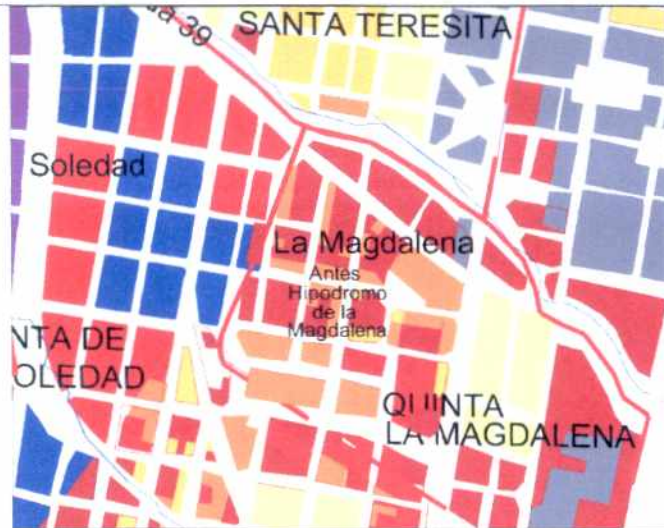 39
SANTA TERESITA
Soledad
La Magdalena
Antes
Hipodromo
de la
Magdalena
NTA DE
OLEDAD
QUINTA
LA MAGDALENA